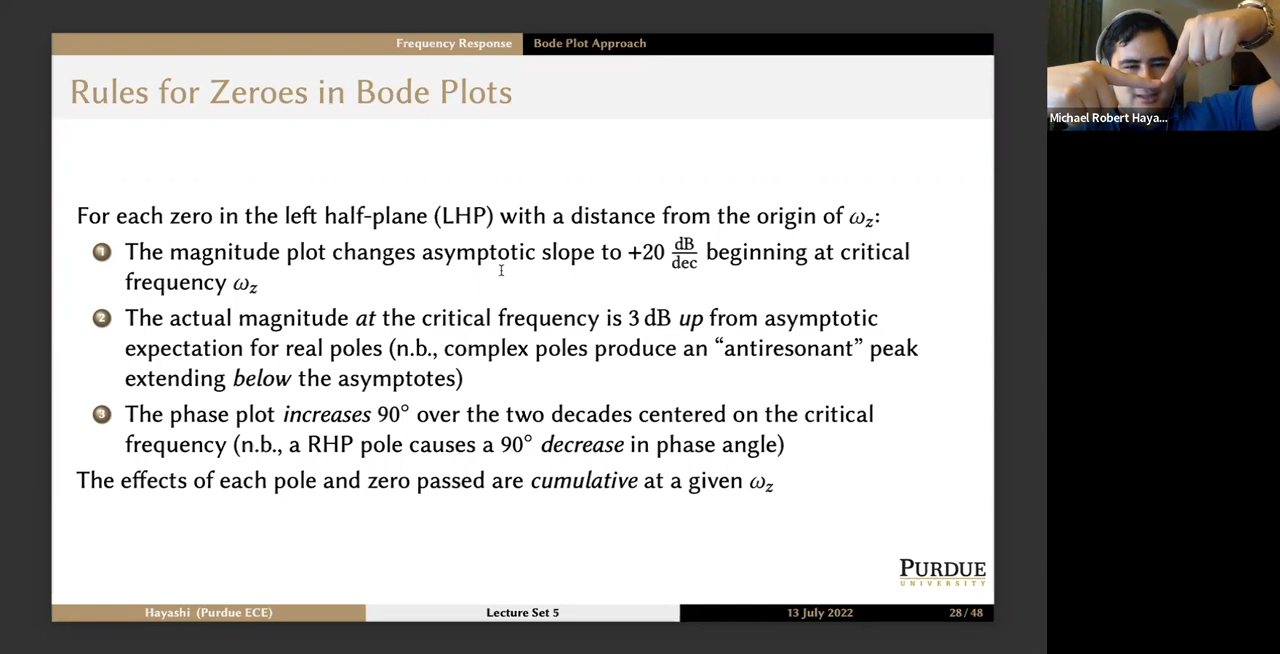 Frequency Response Bode Plot Approach
Rules for Zeroes in Bode Plots
Michael Robert Haya...
For each zero in the left half-plane (LHP) with a distance from the origin of ω_z:
1 The magnitude plot changes asymptotic slope to +20 dB/dec beginning at critical
frequency ω_z
2 The actual magnitude at the critical frequency is 3 dB up from asymptotic
expectation for real poles (n.b., complex poles produce an “antiresonant” peak
extending below the asymptotes)
3 The phase plot increases 90° over the two decades centered on the critical
frequency (n.b., a RHP pole causes a 90° decrease in phase angle)
The effects of each pole and zero passed are cumulative at a given ω_z
PURDUE
UNIVERSITY
Hayashi (Purdue ECE) Lecture Set 5 13 July 2022 28 / 48